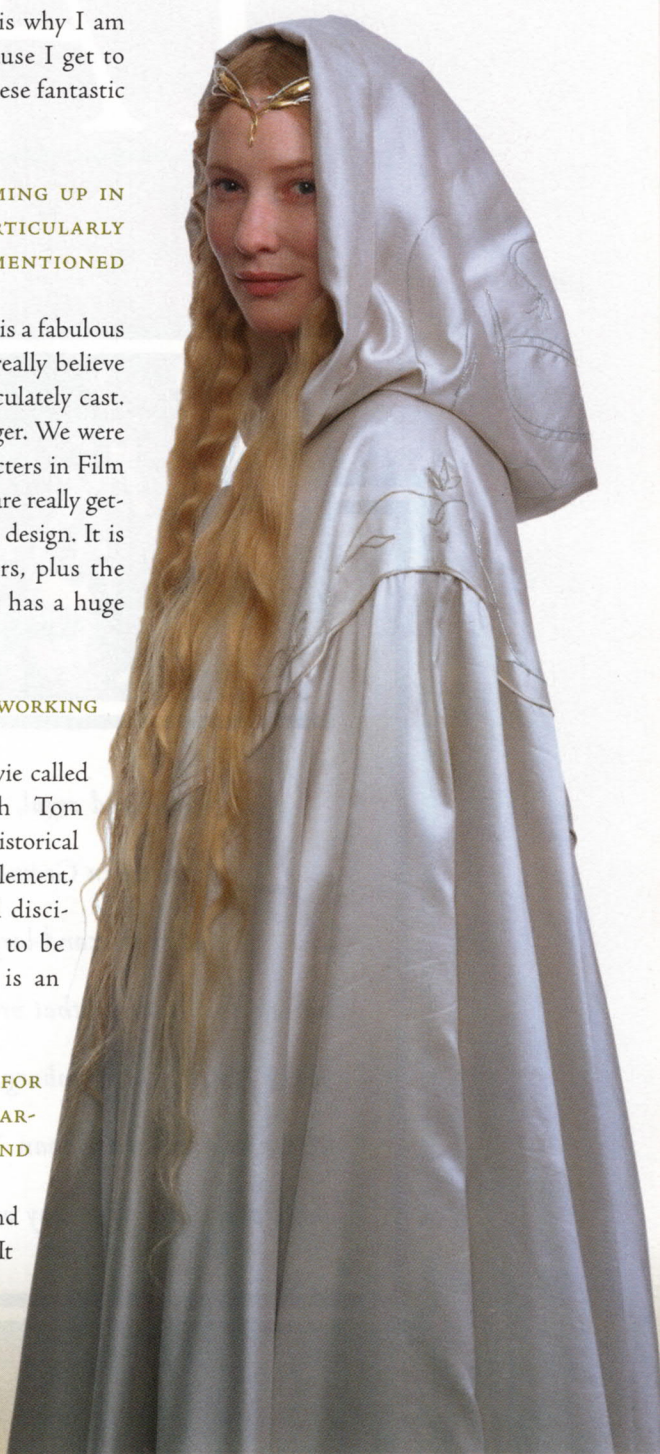 is why I am
use I get to
ese fantastic
MING UP IN
RTICULARLY
MENTIONED
is a fabulous
really believe
culately cast.
ger. We were
cters in Film
are really get-
design. It is
rs, plus the
has a huge
WORKING
vie called
h Tom
istorical
lement,
disci-
to be
is an
FOR
AR-
ND
nd
It